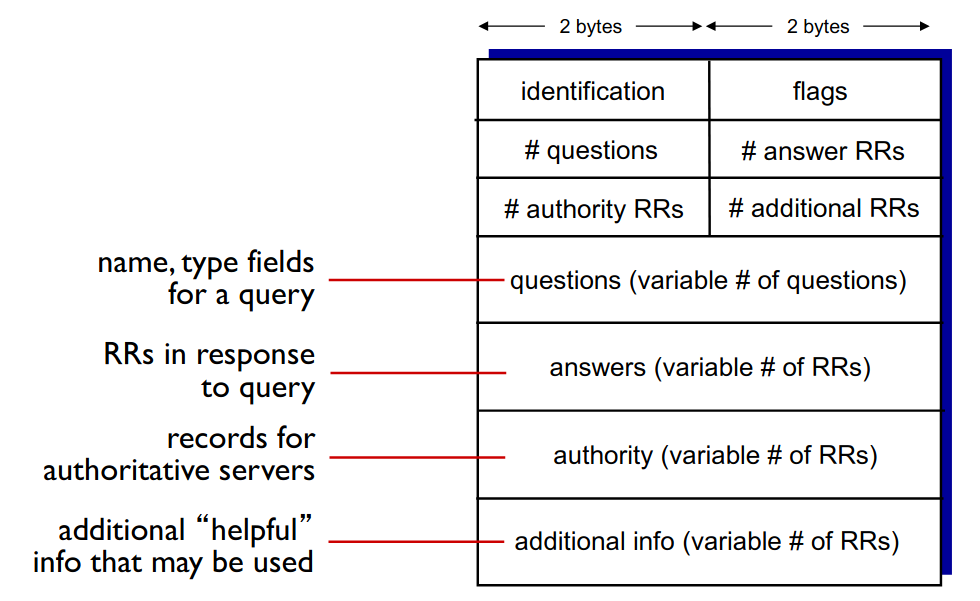 2 bytes 2 bytes
identification flags
# questions # answer RRs
# authority RRs # additional RRs
name, type fields
for a query
questions (variable # of questions)
RRs in response
to query
answers (variable # of RRs)
records for
authoritative servers
authority (variable # of RRs)
additional “helpful”
info that may be used
additional info (variable # of RRs)